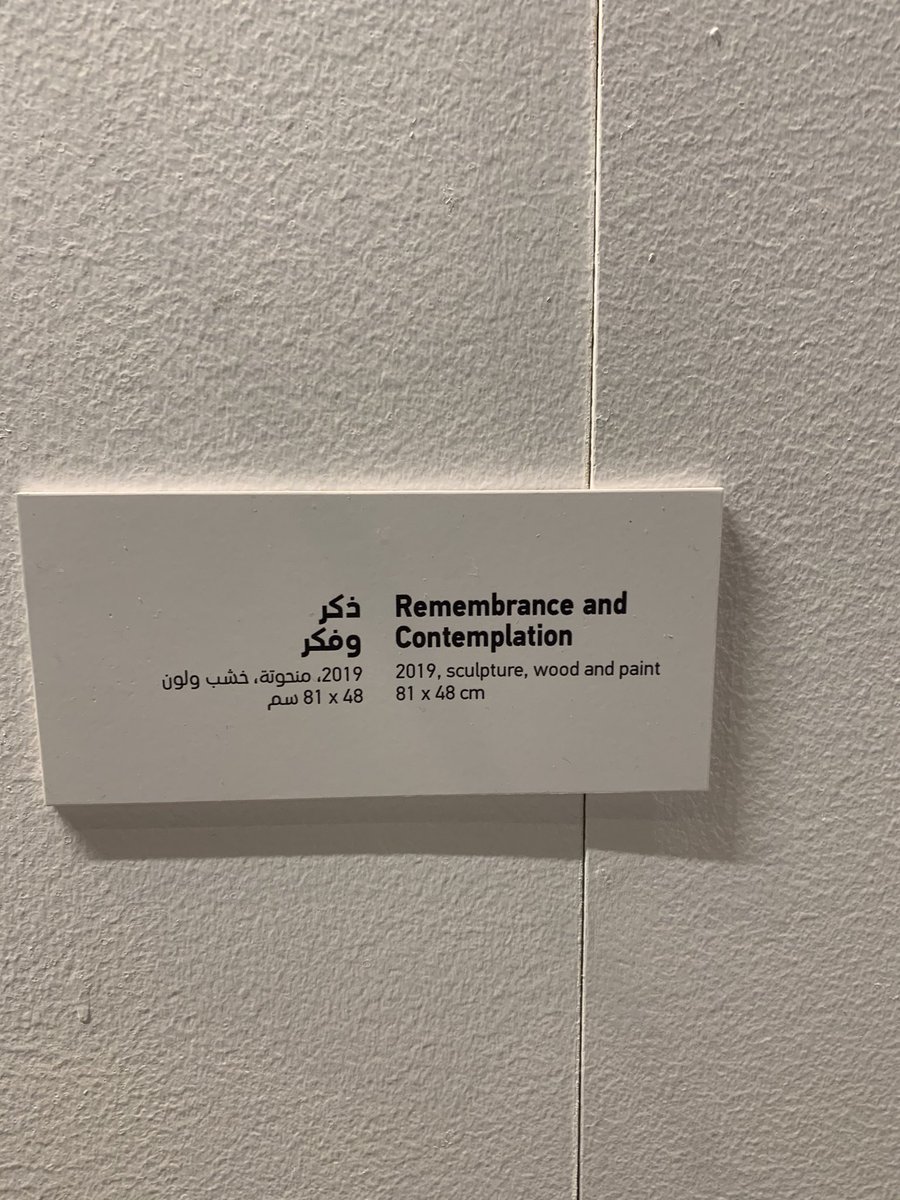 ذكر
وفكر
2019، منحوتة، خشب ولون
48 x 81 سم
Remembrance and
Contemplation
2019, sculpture, wood and paint
81 x 48 cm